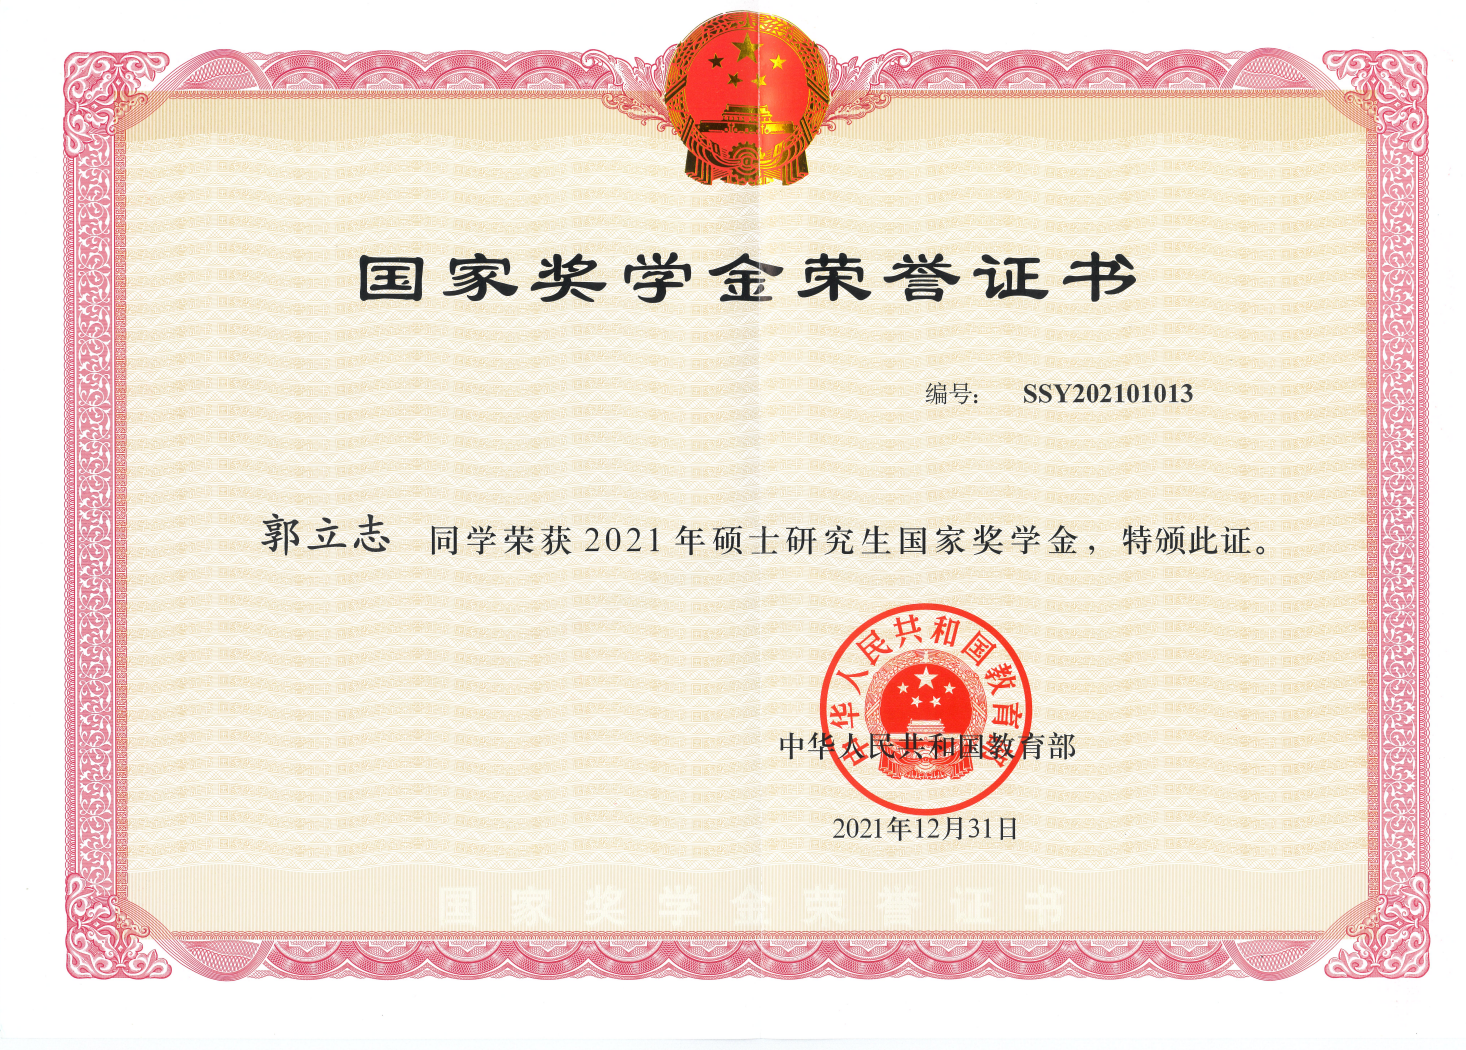 国家奖学金荣誉证书
编号： SSY202101013
郭立志 同学荣获 2021 年硕士研究生国家奖学金，特颁此证。
中华人民共和国教育部
中华人民共和国教育部
2021年12月31日
国家奖学金荣誉证书